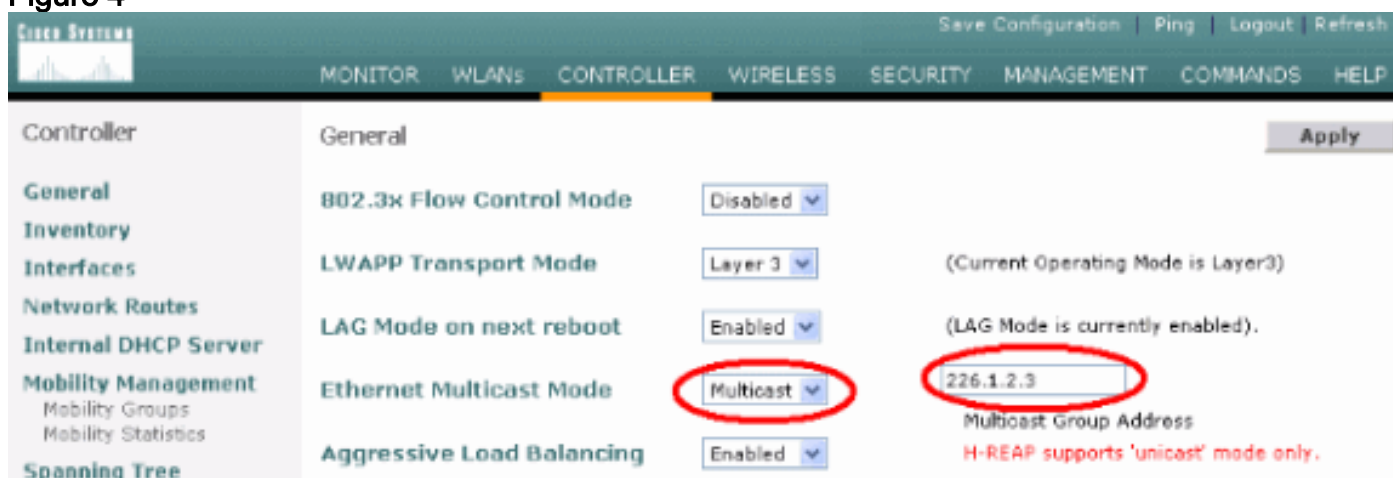 Figure 4
CISCO SYSTEMS
Save Configuration | Ping | Logout | Refresh
MONITOR WLANs CONTROLLER WIRELESS SECURITY MANAGEMENT COMMANDS HELP
Controller
General
Inventory
Interfaces
Network Routes
Internal DHCP Server
Mobility Management
Mobility Groups
Mobility Statistics
Spanning Tree
General
Apply
802.3x Flow Control Mode Disabled
LWAPP Transport Mode Layer 3 (Current Operating Mode is Layer3)
LAG Mode on next reboot Enabled (LAG Mode is currently enabled).
Ethernet Multicast Mode Multicast 226.1.2.3
Multicast Group Address
H-REAP supports 'unicast' mode only.
Aggressive Load Balancing Enabled